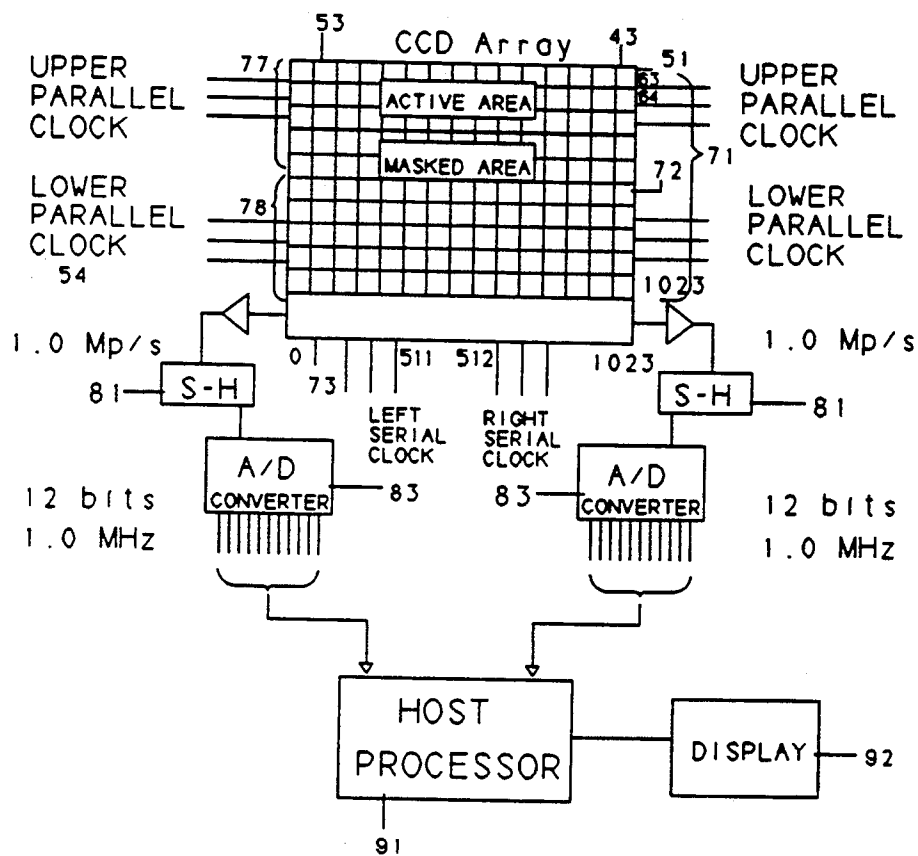 53
CCD Array
43
77
51
UPPER
PARALLEL
CLOCK
63
64
ACTIVE AREA
UPPER
PARALLEL
CLOCK
71
MASKED AREA
72
LOWER
PARALLEL
CLOCK
54
78
LOWER
PARALLEL
CLOCK
1023
1.0 Mp/s
0
73
511
512
1023
1.0 Mp/s
S-H
81
S-H
81
LEFT
SERIAL
CLOCK
RIGHT
SERIAL
CLOCK
A/D
CONVERTER
83
A/D
CONVERTER
83
12 bits
1.0 MHz
12 bits
1.0 MHz
HOST
PROCESSOR
DISPLAY
92
91